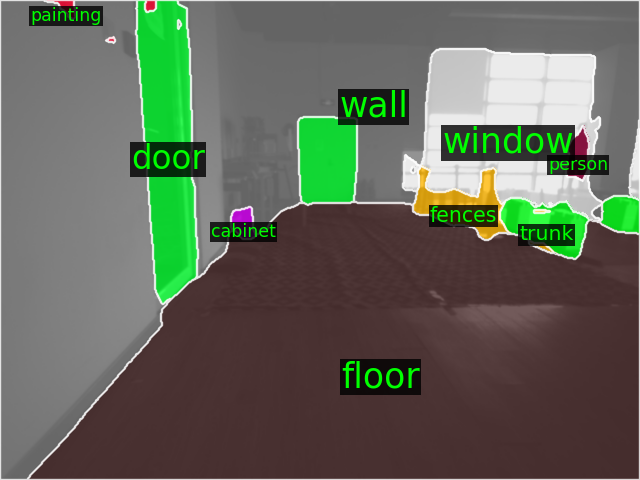 painting
wall
window
door
person
fences
cabinet
trunk
floor